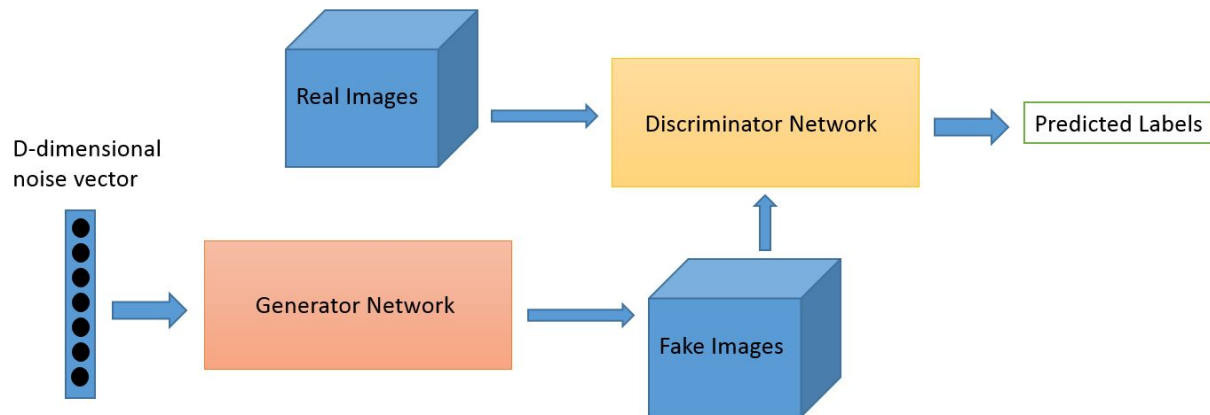 Real Images
Discriminator Network
Predicted Labels
D-dimensional
noise vector
Generator Network
Fake Images